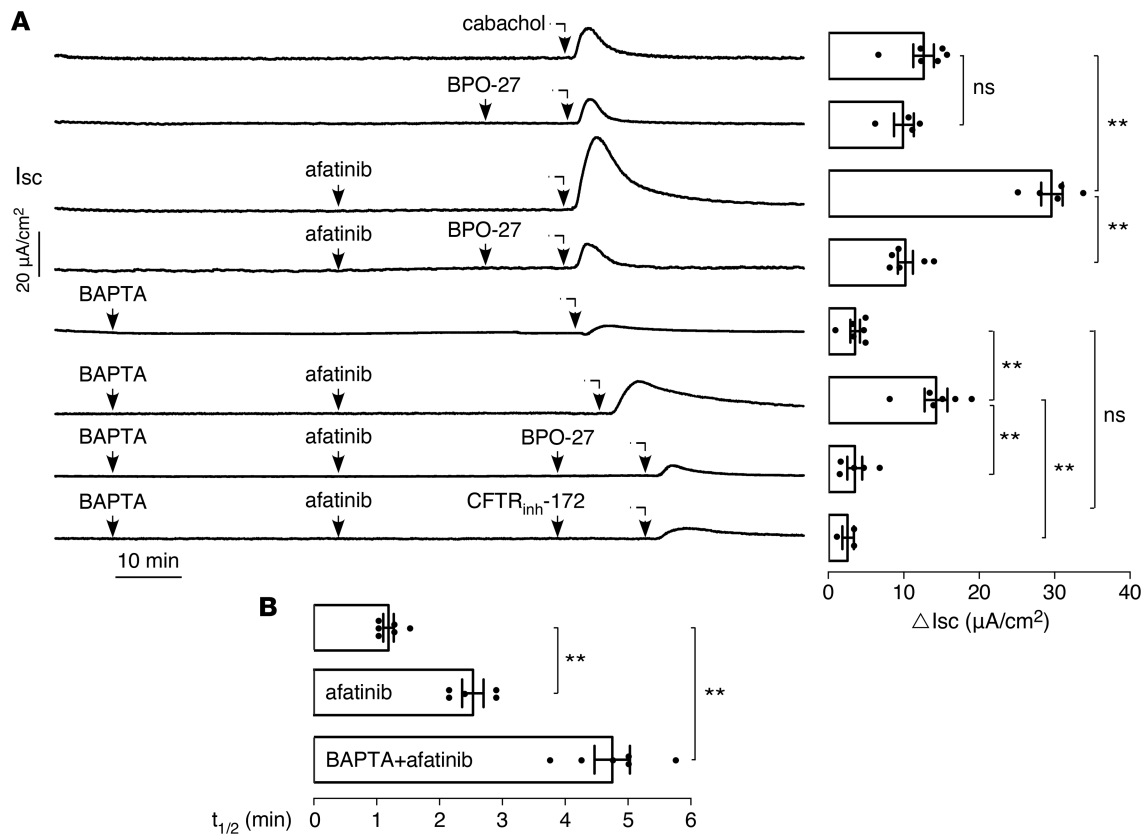 A
cabachol
ns
BPO-27
**
afatinib
Isc
20 µA/cm2
afatinib BPO-27
**
BAPTA
**
ns
BAPTA afatinib
**
BAPTA afatinib BPO-27
**
BAPTA afatinib CFTRinh-172
10 min
0 10 20 30 40
△Isc (µA/cm2)
B
**
afatinib
**
BAPTA+afatinib
t1/2 (min) 0 1 2 3 4 5 6